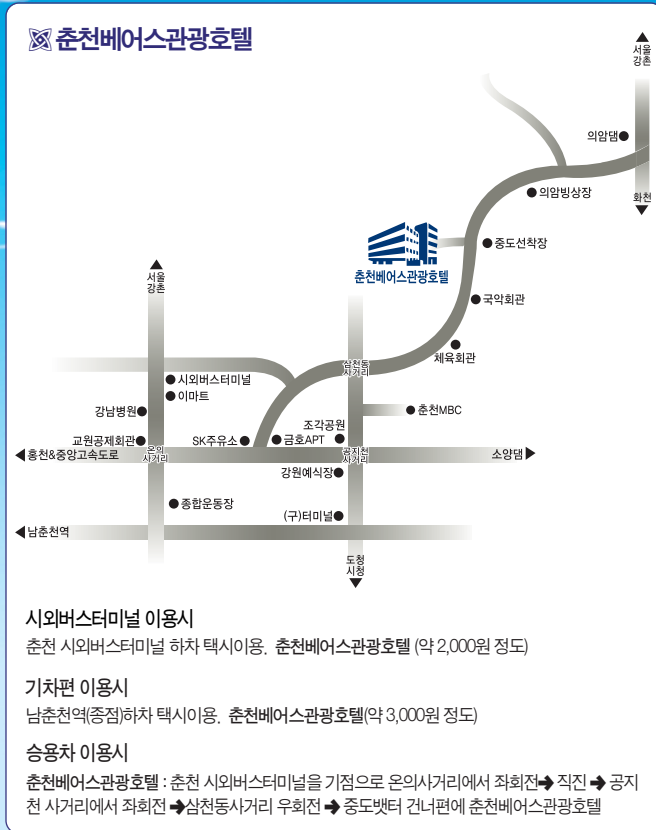 춘천베어스관광호텔
서울
강촌
의암댐
의암빙상장
화천
중도선착장
춘천베어스관광호텔
서울
강촌
국악회관
체육회관
삼천동
사거리
시외버스터미널
이마트
강남병원
춘천MBC
조각공원
교원공제회관
SK주유소
금호APT
온의
사거리
공지천
사거리
홍천&중앙고속도로
소양댐
강원예식장
종합운동장
(구)터미널
남춘천역
도청
시청
시외버스터미널 이용시
춘천 시외버스터미널 하차 택시이용. 춘천베어스관광호텔 (약 2,000원 정도)
기차편 이용시
남춘천역(종점)하차 택시이용. 춘천베어스관광호텔(약 3,000원 정도)
승용차 이용시
춘천베어스관광호텔 : 춘천 시외버스터미널을 기점으로 온의사거리에서 좌회전➔ 직진 ➔ 공지
천 사거리에서 좌회전 ➔삼천동사거리 우회전 ➔ 중도뱃터 건너편에 춘천베어스관광호텔